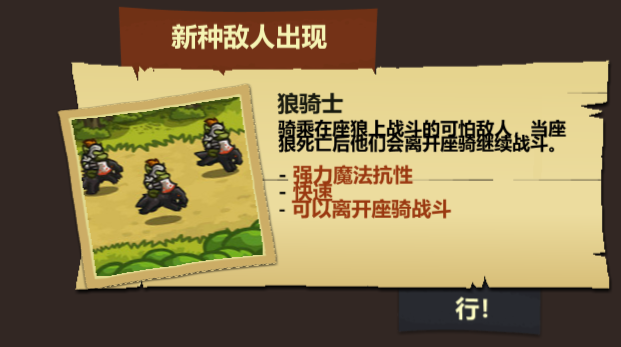 新种敌人出现
狼骑士
骑乘在座狼上战斗的可怕敌人。当座
狼死亡后他们会离开座骑继续战斗。
- 强力魔法抗性
- 快速
- 可以离开座骑战斗
行!